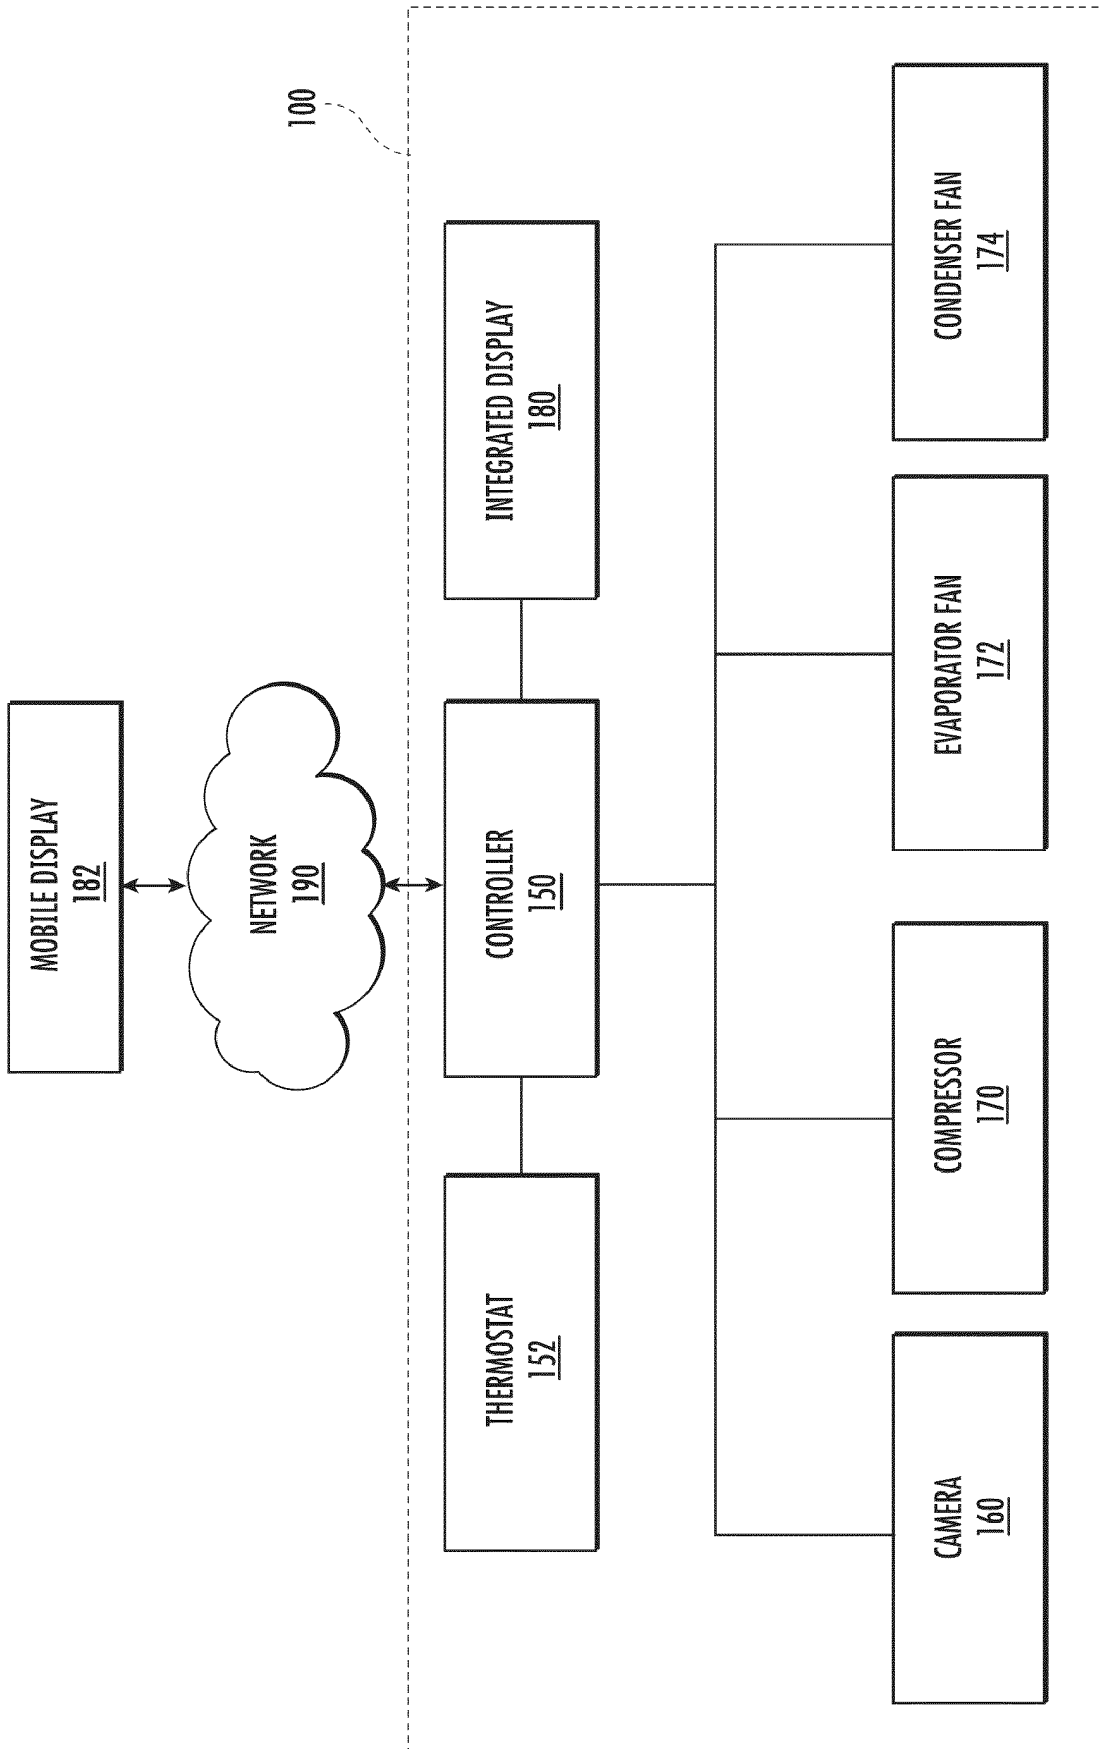 MOBILE DISPLAY
182
NETWORK
190
100
THERMOSTAT
152
CONTROLLER
150
INTEGRATED DISPLAY
180
CAMERA
160
COMPRESSOR
170
EVAPORATOR FAN
172
CONDENSER FAN
174